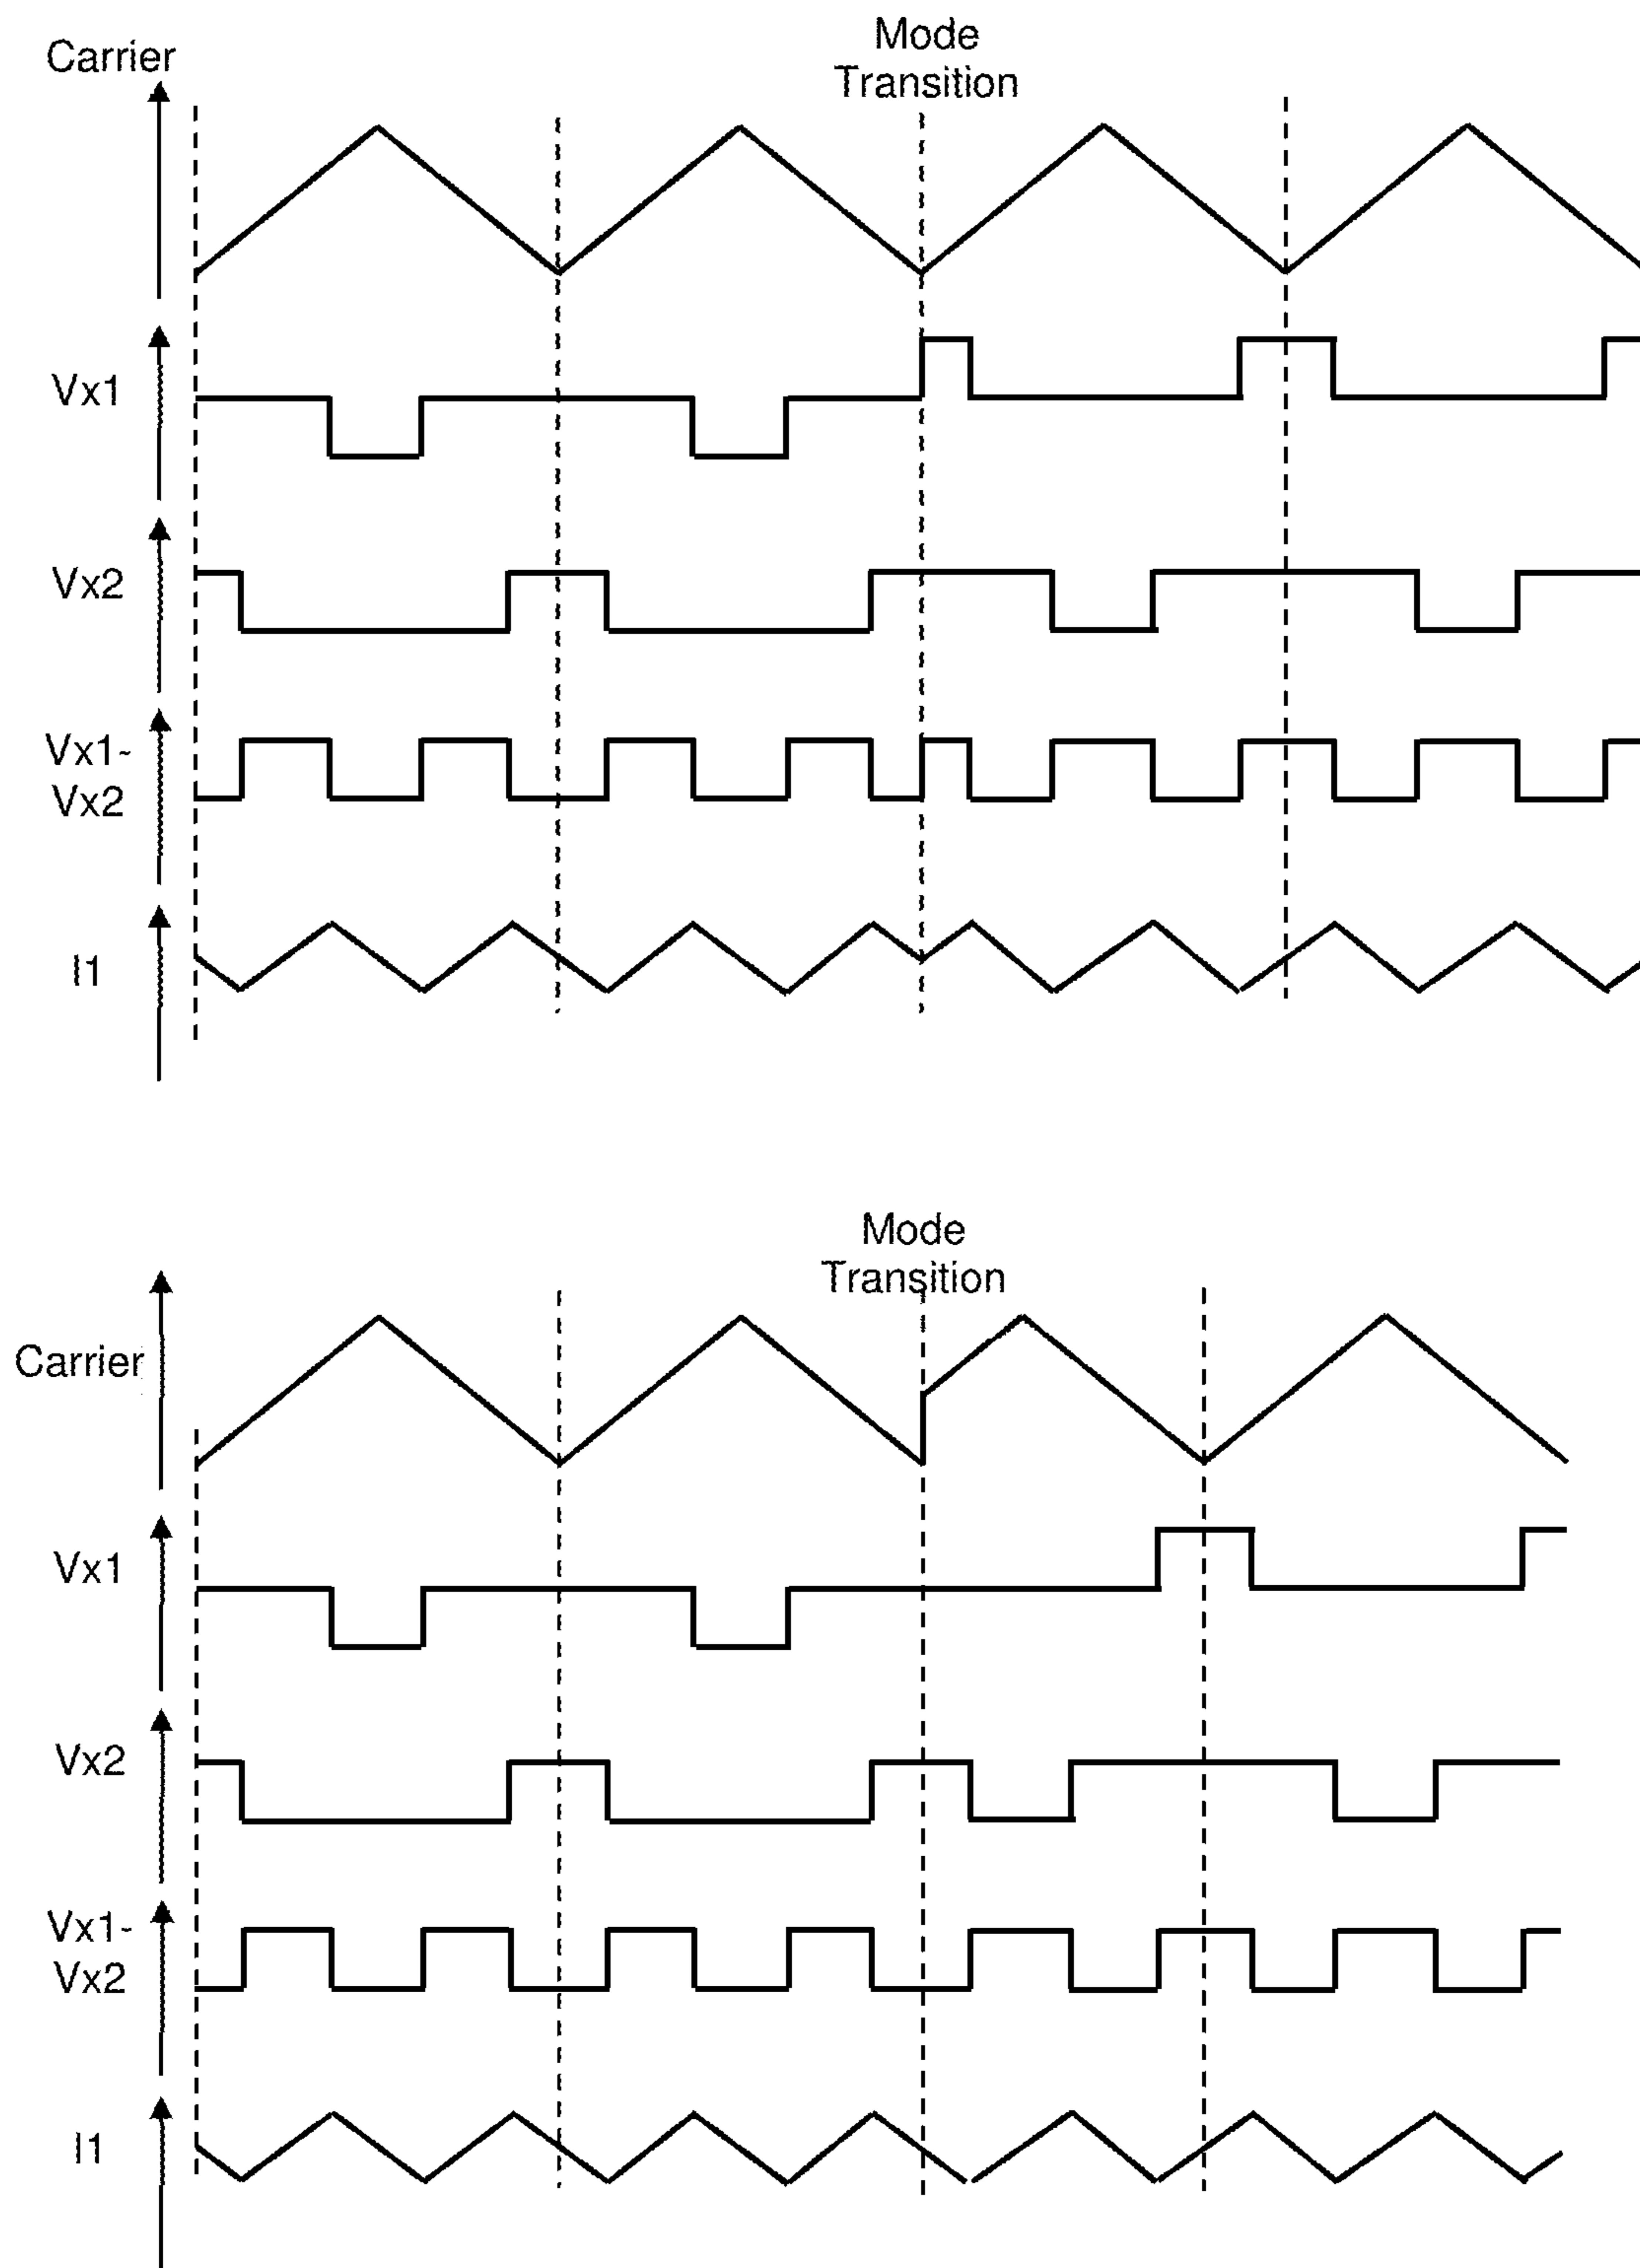 Mode
Transition
Carrier
Vx1
Vx2
Vx1-
Vx2
I1
Mode
Transition
Carrier
Vx1
Vx2
Vx1-
Vx2
I1